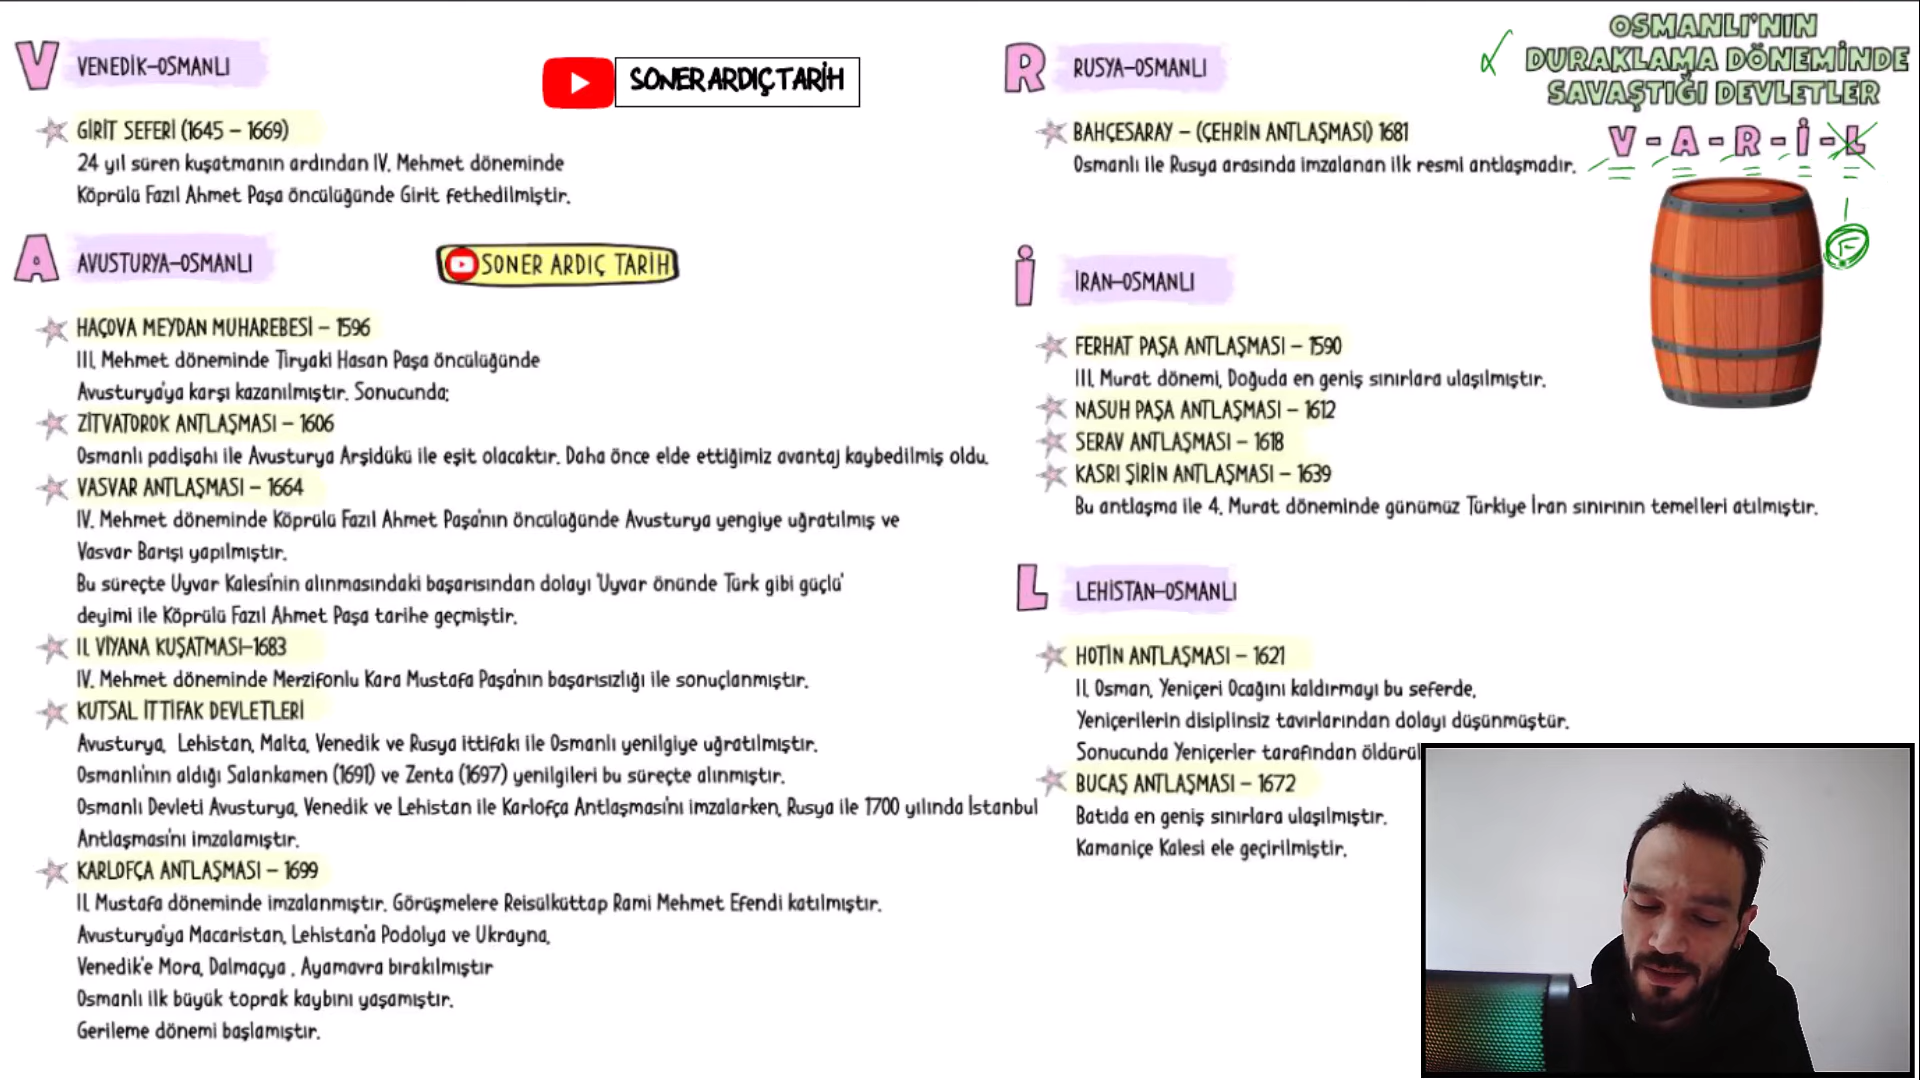 OSMANLI'NIN
DURAKLAMA DÖNEMİNDE
SAVAŞTIĞI DEVLETLER
V - A - R - İ - L
F
SONER ARDIÇ TARİH
V VENEDİK-OSMANLI
GİRİT SEFERİ (1645 - 1669)
24 yıl süren kuşatmanın ardından IV. Mehmet döneminde
Köprülü Fazıl Ahmet Paşa öncülüğünde Girit fethedilmiştir.
A AVUSTURYA-OSMANLI
SONER ARDIÇ TARİH
HAÇOVA MEYDAN MUHAREBESİ - 1596
III. Mehmet döneminde Tiryaki Hasan Paşa öncülüğünde
Avusturya'ya karşı kazanılmıştır. Sonucunda;
ZİTVATOROK ANTLAŞMASI - 1606
Osmanlı padişahı ile Avusturya Arşidükü ile eşit olacaktır. Daha önce elde ettiğimiz avantaj kaybedilmiş oldu.
VASVAR ANTLAŞMASI - 1664
IV. Mehmet döneminde Köprülü Fazıl Ahmet Paşa'nın öncülüğünde Avusturya yengiye uğratılmış ve
Vasvar Barışı yapılmıştır.
Bu süreçte Uyvar Kalesi'nin alınmasındaki başarısından dolayı 'Uyvar önünde Türk gibi güçlü'
deyimi ile Köprülü Fazıl Ahmet Paşa tarihe geçmiştir.
II. VİYANA KUŞATMASI-1683
IV. Mehmet döneminde Merzifonlu Kara Mustafa Paşa'nın başarısızlığı ile sonuçlanmıştır.
KUTSAL İTTİFAK DEVLETLERİ
Avusturya, Lehistan, Malta, Venedik ve Rusya ittifakı ile Osmanlı yenilgiye uğratılmıştır.
Osmanlı'nın aldığı Salankamen (1691) ve Zenta (1697) yenilgileri bu süreçte alınmıştır.
Osmanlı Devleti Avusturya, Venedik ve Lehistan ile Karlofça Antlaşması'nı imzalarken, Rusya ile 1700 yılında İstanbul
Antlaşması'nı imzalamıştır.
KARLOFÇA ANTLAŞMASI - 1699
II. Mustafa döneminde imzalanmıştır. Görüşmelere Reisülküttap Rami Mehmet Efendi katılmıştır.
Avusturya'ya Macaristan, Lehistan'a Podolya ve Ukrayna,
Venedik'e Mora, Dalmaçya , Ayamavra bırakılmıştır
Osmanlı ilk büyük toprak kaybını yaşamıştır.
Gerileme dönemi başlamıştır.
R RUSYA-OSMANLI
BAHÇESARAY - (ÇEHRİN ANTLAŞMASI) 1681
Osmanlı ile Rusya arasında imzalanan ilk resmi antlaşmadır.
İ İRAN-OSMANLI
FERHAT PAŞA ANTLAŞMASI - 1590
III. Murat dönemi, Doğuda en geniş sınırlara ulaşılmıştır.
NASUH PAŞA ANTLAŞMASI - 1612
SERAV ANTLAŞMASI - 1618
KASRI ŞİRİN ANTLAŞMASI - 1639
Bu antlaşma ile 4. Murat döneminde günümüz Türkiye İran sınırının temelleri atılmıştır.
L LEHİSTAN-OSMANLI
HOTİN ANTLAŞMASI - 1621
II. Osman, Yeniçeri Ocağını kaldırmayı bu seferde,
Yeniçerilerin disiplinsiz tavırlarından dolayı düşünmüştür.
Sonucunda Yeniçerler tarafından öldürül
BUCAŞ ANTLAŞMASI - 1672
Batıda en geniş sınırlara ulaşılmıştır.
Kamaniçe Kalesi ele geçirilmiştir.